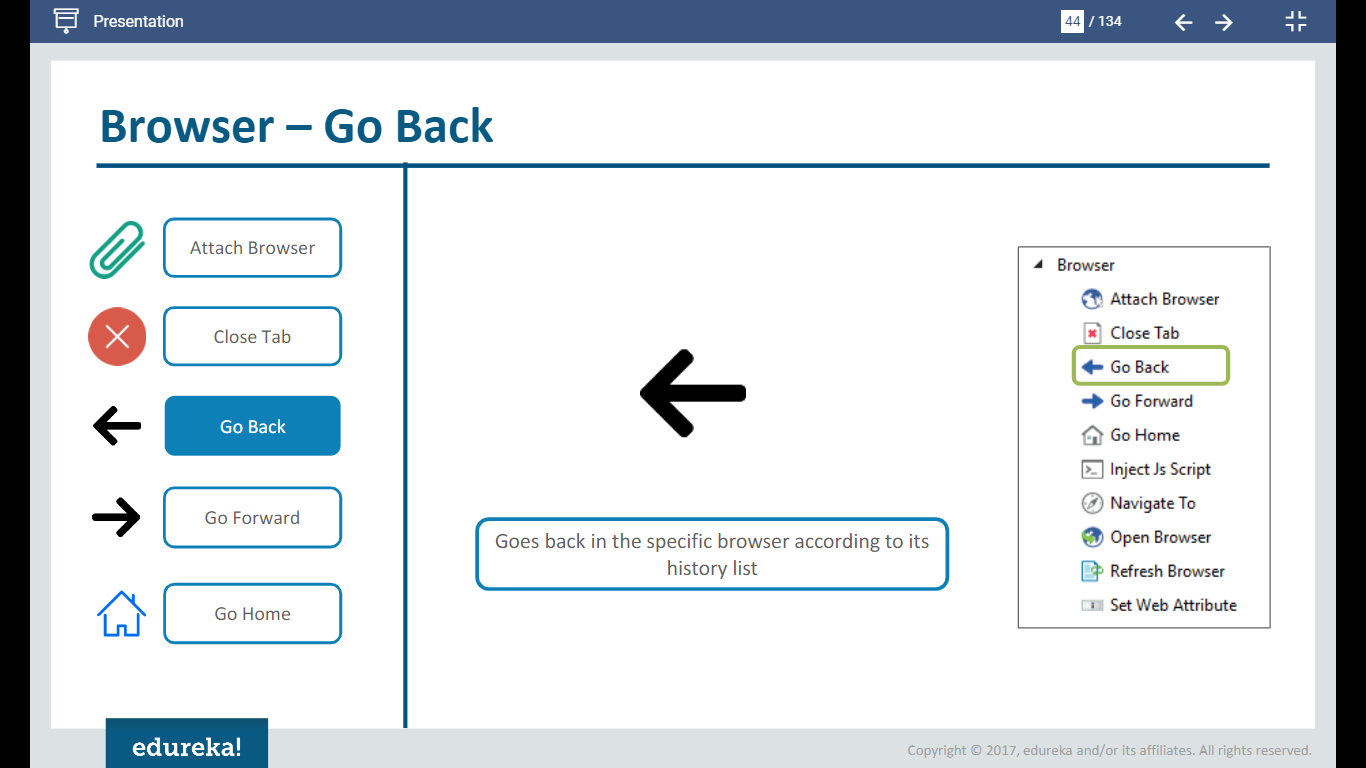 Presentation
44 / 134
Browser – Go Back
Attach Browser
Close Tab
Go Back
Go Forward
Go Home
Goes back in the specific browser according to its
history list
Browser
Attach Browser
Close Tab
Go Back
Go Forward
Go Home
Inject Js Script
Navigate To
Open Browser
Refresh Browser
Set Web Attribute
edureka!
Copyright © 2017, edureka and/or its affiliates. All rights reserved.